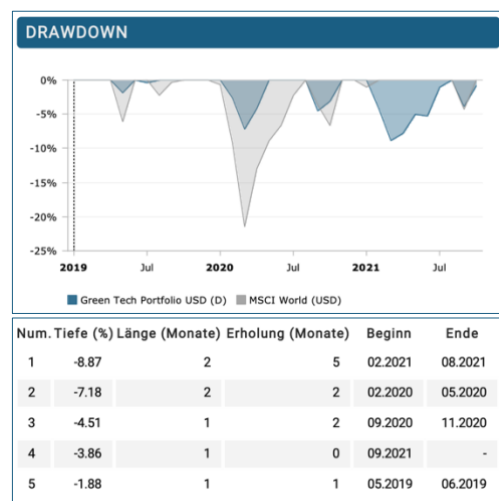 DRAWDOWN
0%
-5%
-10%
-15%
-20%
-25%
2019 Jul 2020 Jul 2021 Jul
Green Tech Portfolio USD (D) MSCI World (USD)
Num. Tiefe (%) Länge (Monate) Erholung (Monate) Beginn Ende
1 -8.87 2 5 02.2021 08.2021
2 -7.18 2 2 02.2020 05.2020
3 -4.51 1 2 09.2020 11.2020
4 -3.86 1 0 09.2021 -
5 -1.88 1 1 05.2019 06.2019